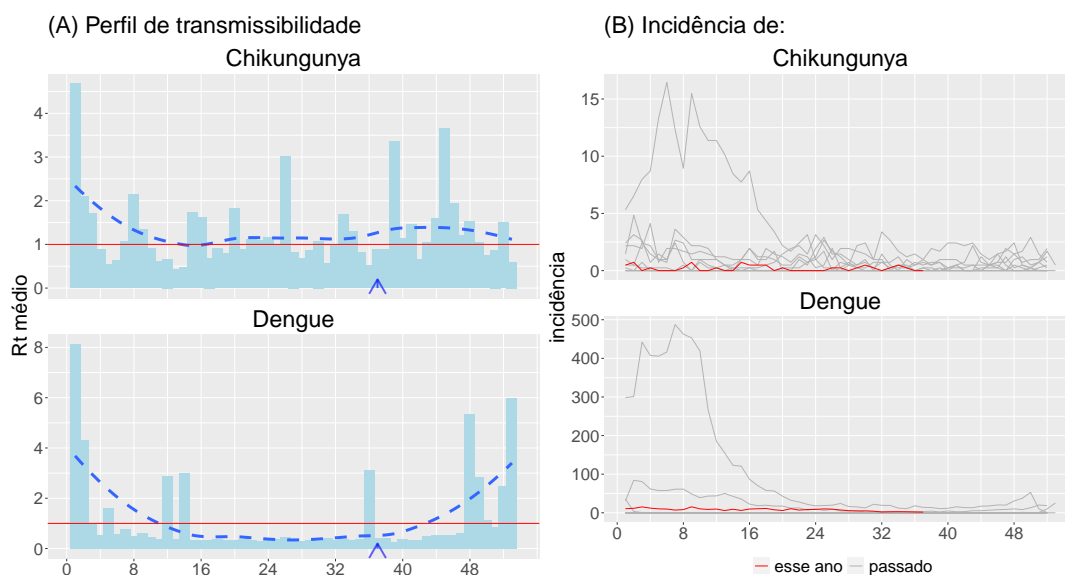 (A) Perfil de transmissibilidade
Chikungunya
4
3
2
1
0
Dengue
8
6
4
2
0
0 8 16 24 32 40 48
Rt médio
(B) Incidência de:
Chikungunya
15
10
5
0
Dengue
500
400
300
200
100
0
0 8 16 24 32 40 48
incidência
esse ano passado